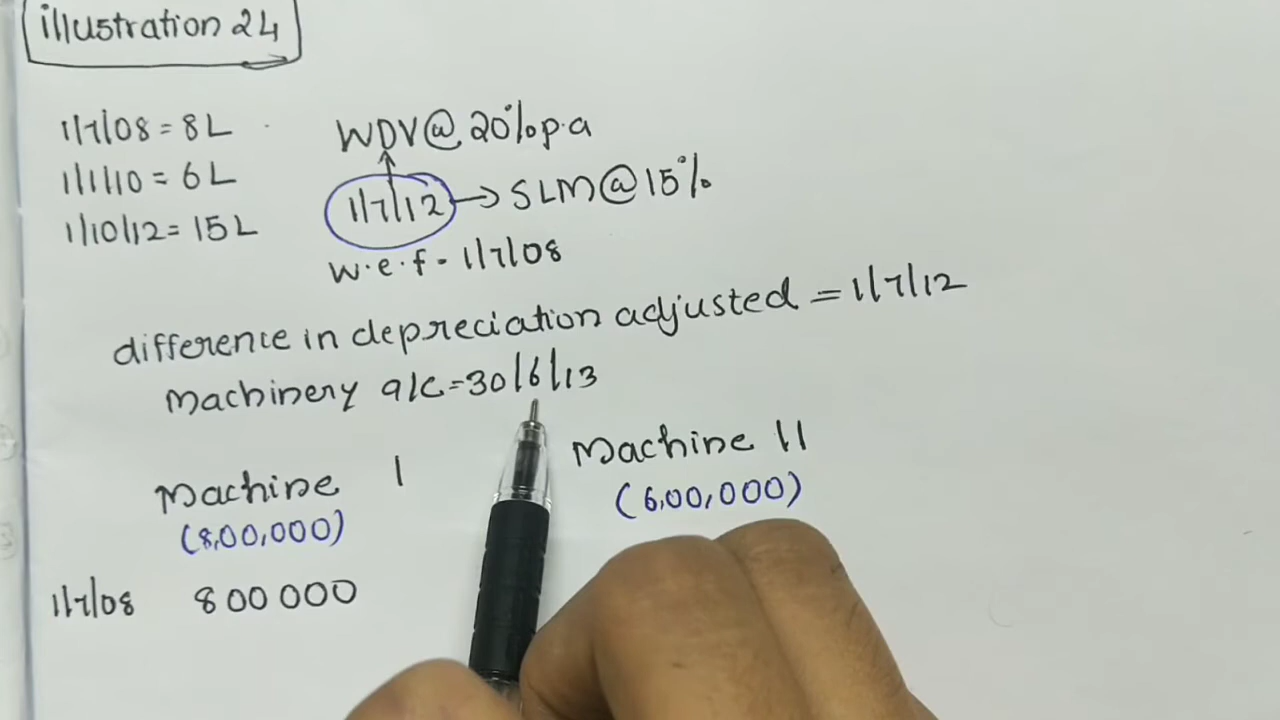 illustration 24
1/7/08 = 8L
1/1/10 = 6L
1/10/12 = 15L
WDV@ 20% p.a
1/7/12 → SLM@15%
w.e.f - 1/7/08
difference in depreciation adjusted = 1/7/12
Machinery a/c = 30/6/13
Machine I
(8,00,000)
Machine II
(6,00,000)
1/7/08 800000